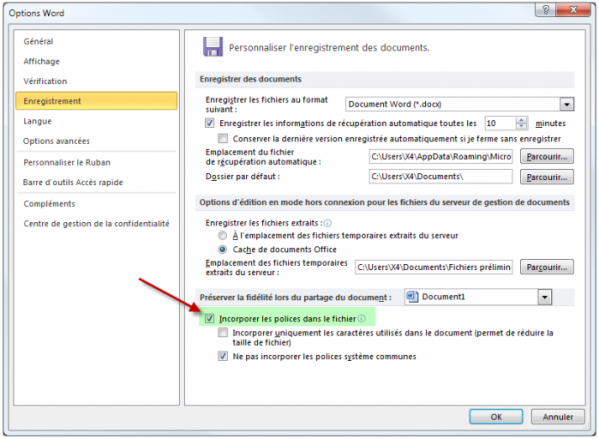 Options Word
Général
Affichage
Vérification
Enregistrement
Langue
Options avancées
Personnaliser le Ruban
Barre d'outils Accès rapide
Compléments
Centre de gestion de la confidentialité
Personnaliser l'enregistrement des documents.
Enregistrer des documents
Enregistrer les fichiers au format
suivant :
Document Word (*.docx)
Enregistrer les informations de récupération automatique toutes les 10 minutes
Conserver la dernière version enregistrée automatiquement si je ferme sans enregistrer
Emplacement du fichier
de récupération automatique :
C:\Users\X4\AppData\Roaming\Micro
Parcourir...
Dossier par défaut :
C:\Users\X4\Documents\
Parcourir...
Options d'édition en mode hors connexion pour les fichiers du serveur de gestion de documents
Enregistrer les fichiers extraits :
À l'emplacement des fichiers temporaires extraits du serveur
Cache de documents Office
Emplacement des fichiers temporaires
extraits du serveur :
C:\Users\X4\Documents\Fichiers prélimin
Parcourir...
Préserver la fidélité lors du partage du document :
Document1
Incorporer les polices dans le fichier
Incorporer uniquement les caractères utilisés dans le document (permet de réduire la
taille de fichier)
Ne pas incorporer les polices système communes
OK
Annuler